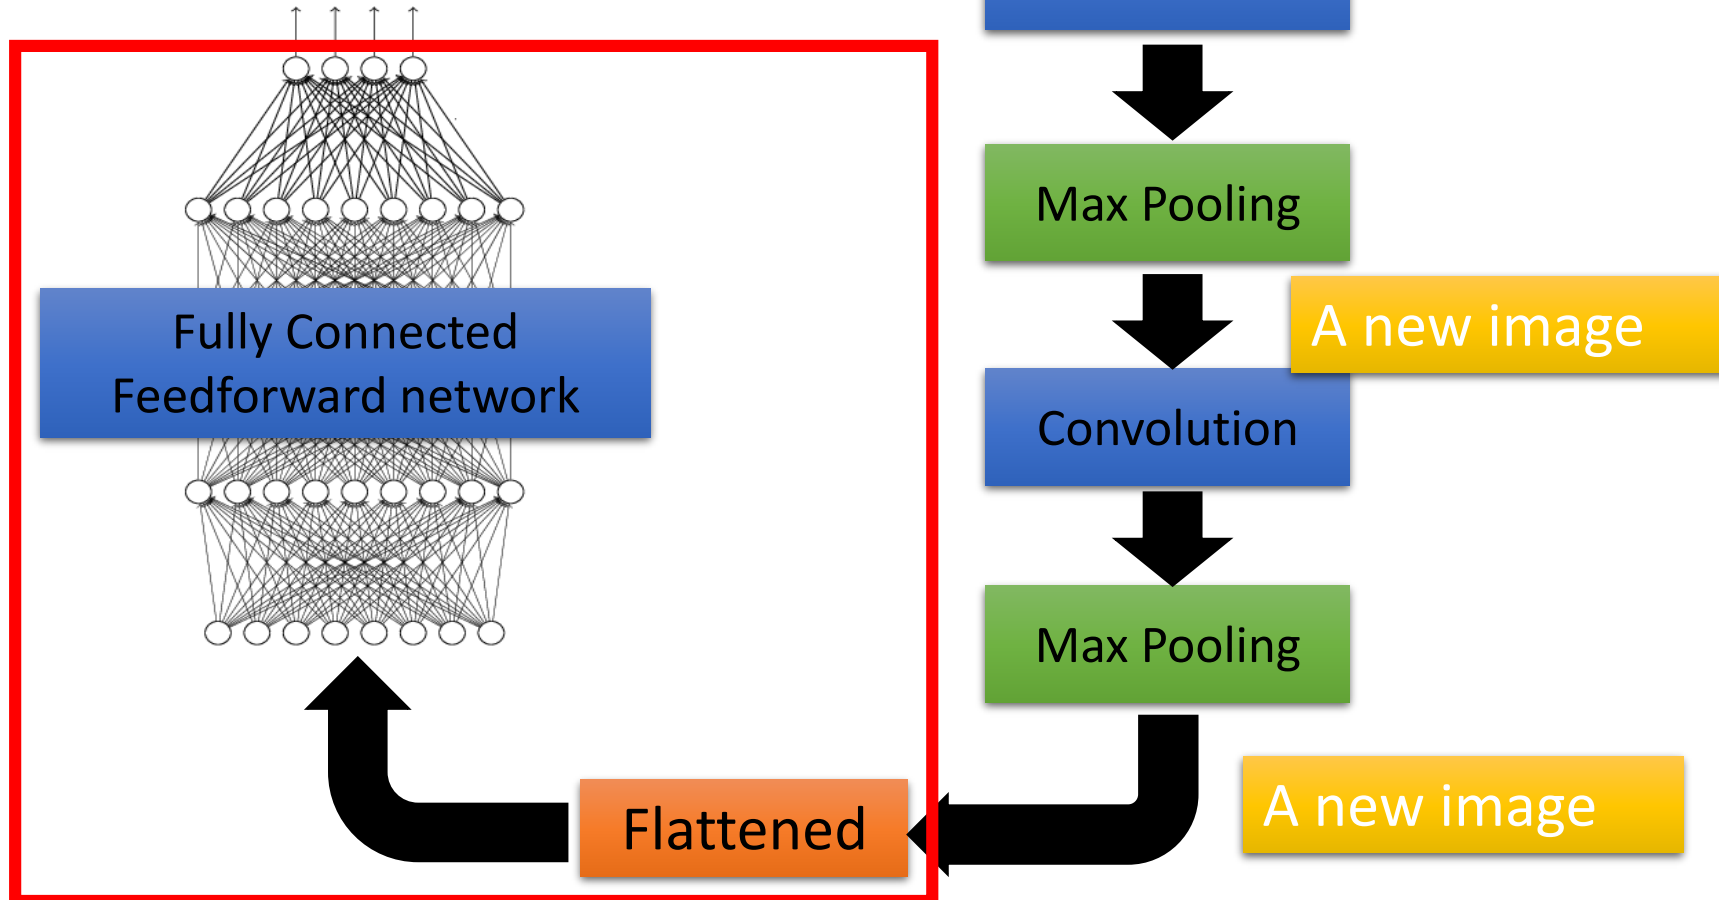 Max Pooling
A new image
Convolution
Max Pooling
A new image
Flattened
Fully Connected
Feedforward network